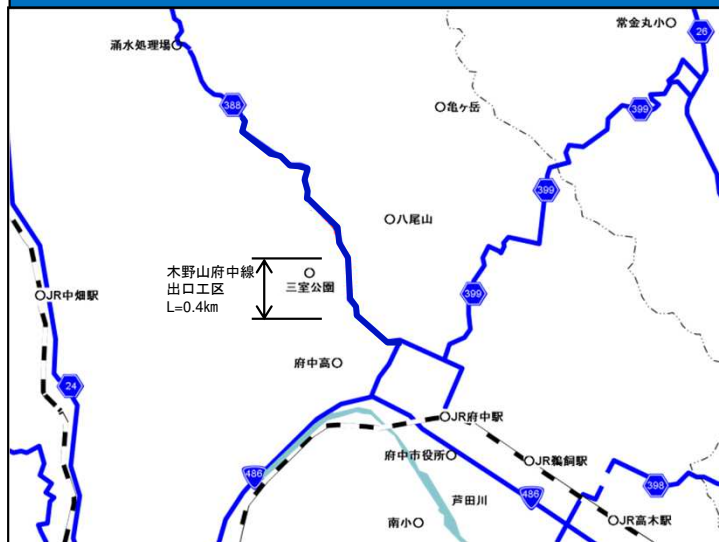 常金丸小
26
涌水処理場
388
亀ヶ岳
399
399
八尾山
木野山府中線
出口工区
L=0.4㎞
三室公園
399
JR中畑駅
府中高
24
JR府中駅
府中市役所
JR鵜飼駅
486
486
398
芦田川
南小
JR高木駅